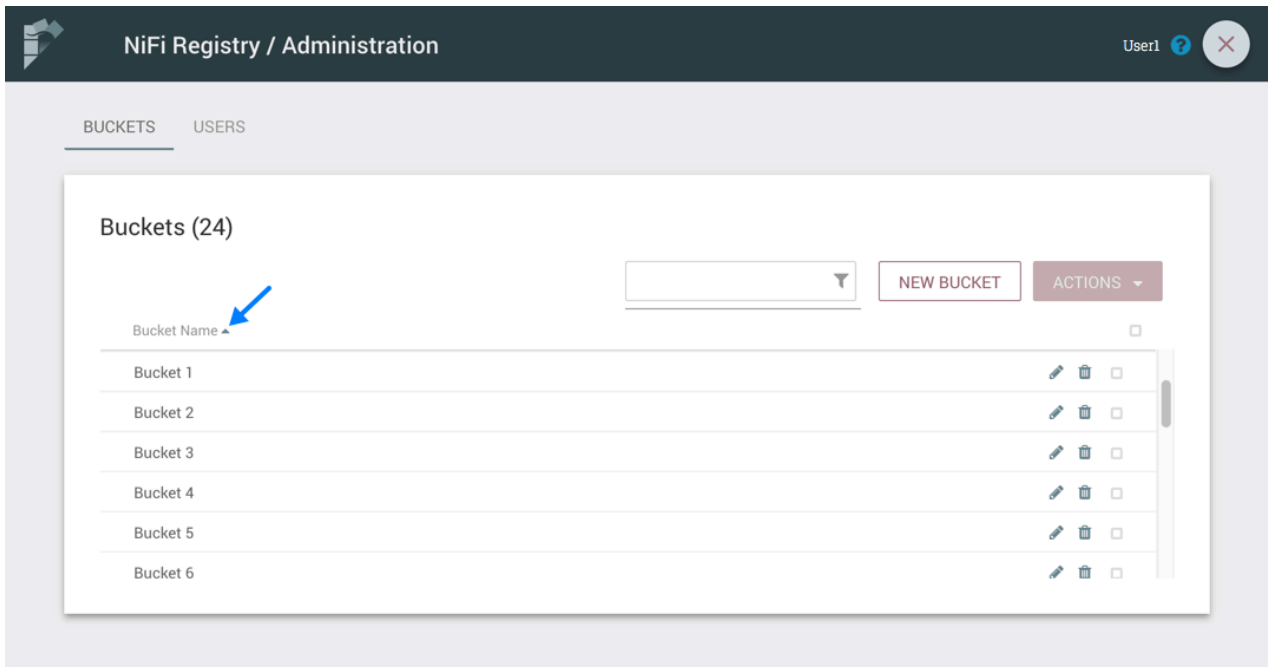 NiFi Registry / Administration
User1 ?
BUCKETS USERS
Buckets (24)
NEW BUCKET ACTIONS
Bucket Name
Bucket 1
Bucket 2
Bucket 3
Bucket 4
Bucket 5
Bucket 6